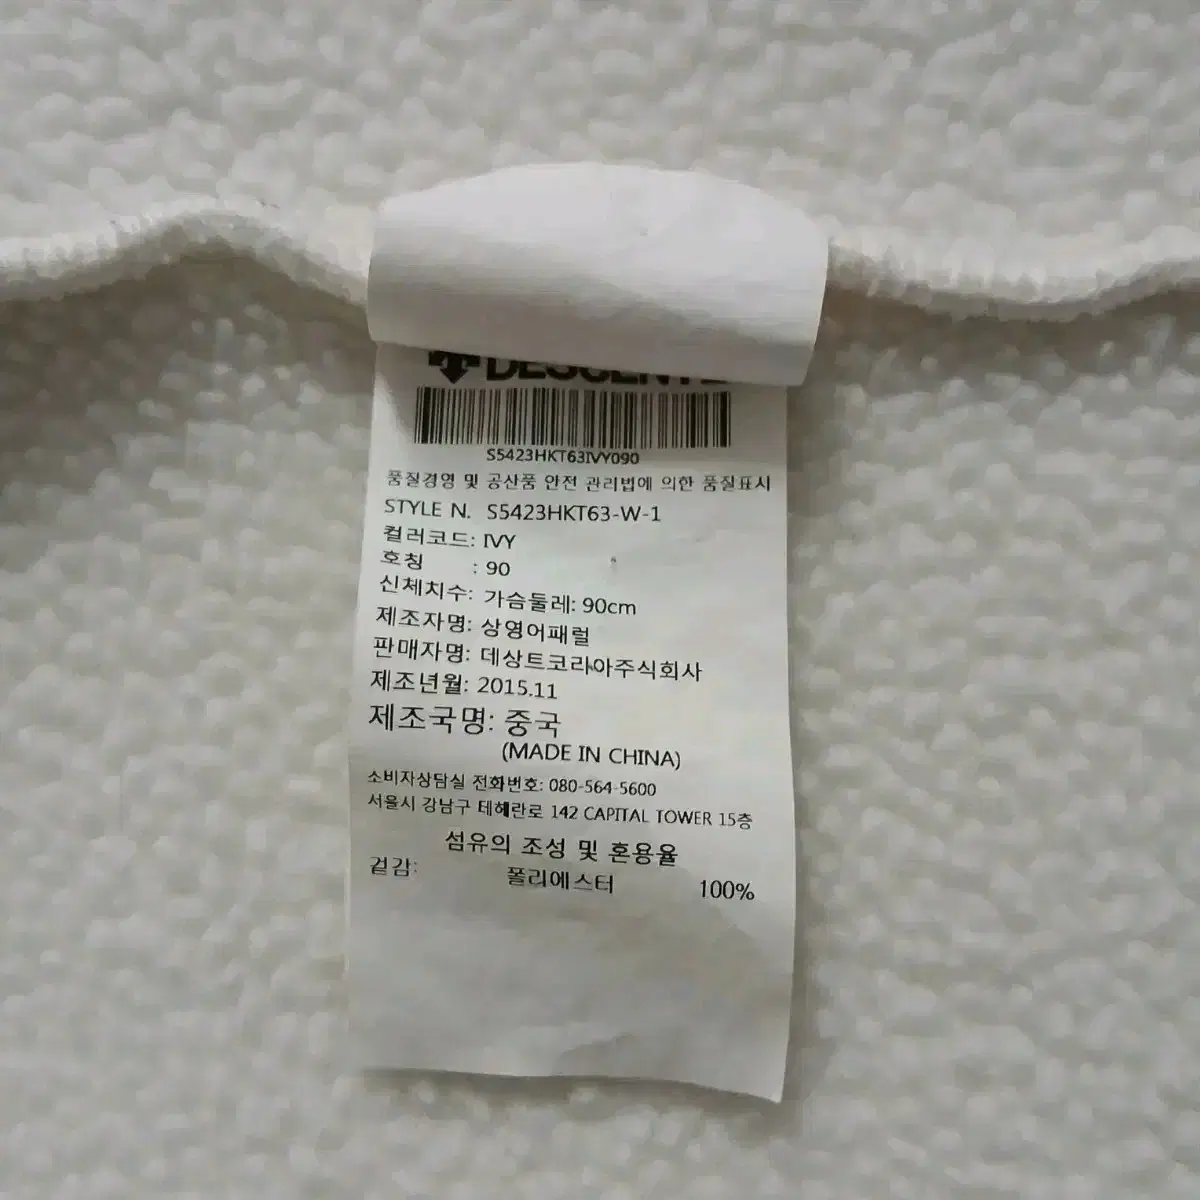 DESCENTE
S5423HKT63IVY090
품질경영 및 공산품 안전 관리법에 의한 품질표시
STYLE N. S5423HKT63-W-1
컬러코드: IVY
호칭 : 90
신체치수: 가슴둘레: 90cm
제조자명: 상영어패럴
판매자명: 데상트코리아주식회사
제조년월: 2015.11
제조국명: 중국
(MADE IN CHINA)
소비자상담실 전화번호: 080-564-5600
서울시 강남구 테헤란로 142 CAPITAL TOWER 15층
섬유의 조성 및 혼용율
겉감: 폴리에스터 100%